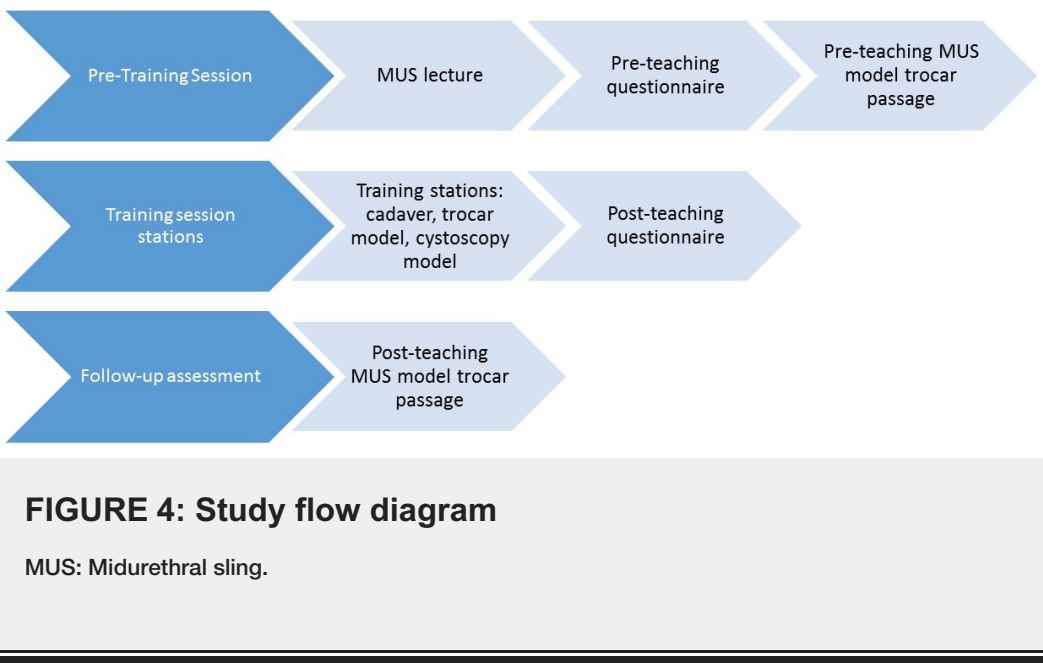 Pre-Training Session
MUS lecture
Pre-teaching
questionnaire
Pre-teaching MUS
model trocar
passage
Training session
stations
Training stations:
cadaver, trocar
model, cystoscopy
model
Post-teaching
questionnaire
Follow-up assessment
Post-teaching
MUS model trocar
passage
FIGURE 4: Study flow diagram
MUS: Midurethral sling.